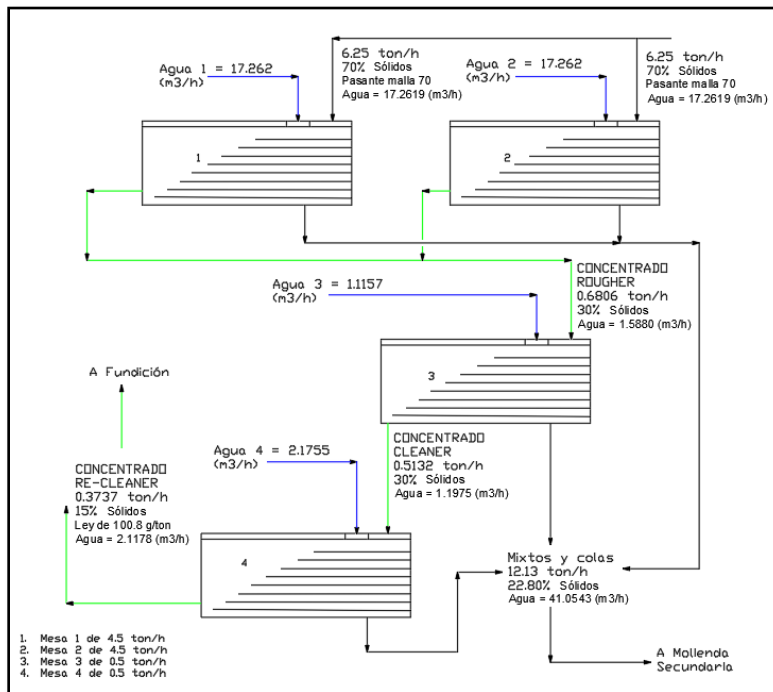 Agua 1 = 17.262
(m3/h)
6.25 ton/h
70% Sólidos
Pasante malla 70
Agua = 17.2619 (m3/h)
Agua 2 = 17.262
(m3/h)
6.25 ton/h
70% Sólidos
Pasante malla 70
Agua = 17.2619 (m3/h)
1
2
Agua 3 = 1.1157
(m3/h)
CONCENTRADO
ROUGHER
0.6806 ton/h
30% Sólidos
Agua = 1.5880 (m3/h)
3
A Fundición
CONCENTRADO
RE-CLEANER
0.3737 ton/h
15% Sólidos
Ley de 100.8 g/ton
Agua = 2.1178 (m3/h)
Agua 4 = 2.1755
(m3/h)
CONCENTRADO
CLEANER
0.5132 ton/h
30% Sólidos
Agua = 1.1975 (m3/h)
4
Mixtos y colas
12.13 ton/h
22.80% Sólidos
Agua = 41.0543 (m3/h)
1. Mesa 1 de 4.5 ton/h
2. Mesa 2 de 4.5 ton/h
3. Mesa 3 de 0.5 ton/h
4. Mesa 4 de 0.5 ton/h
A Mollenda
Secundaria